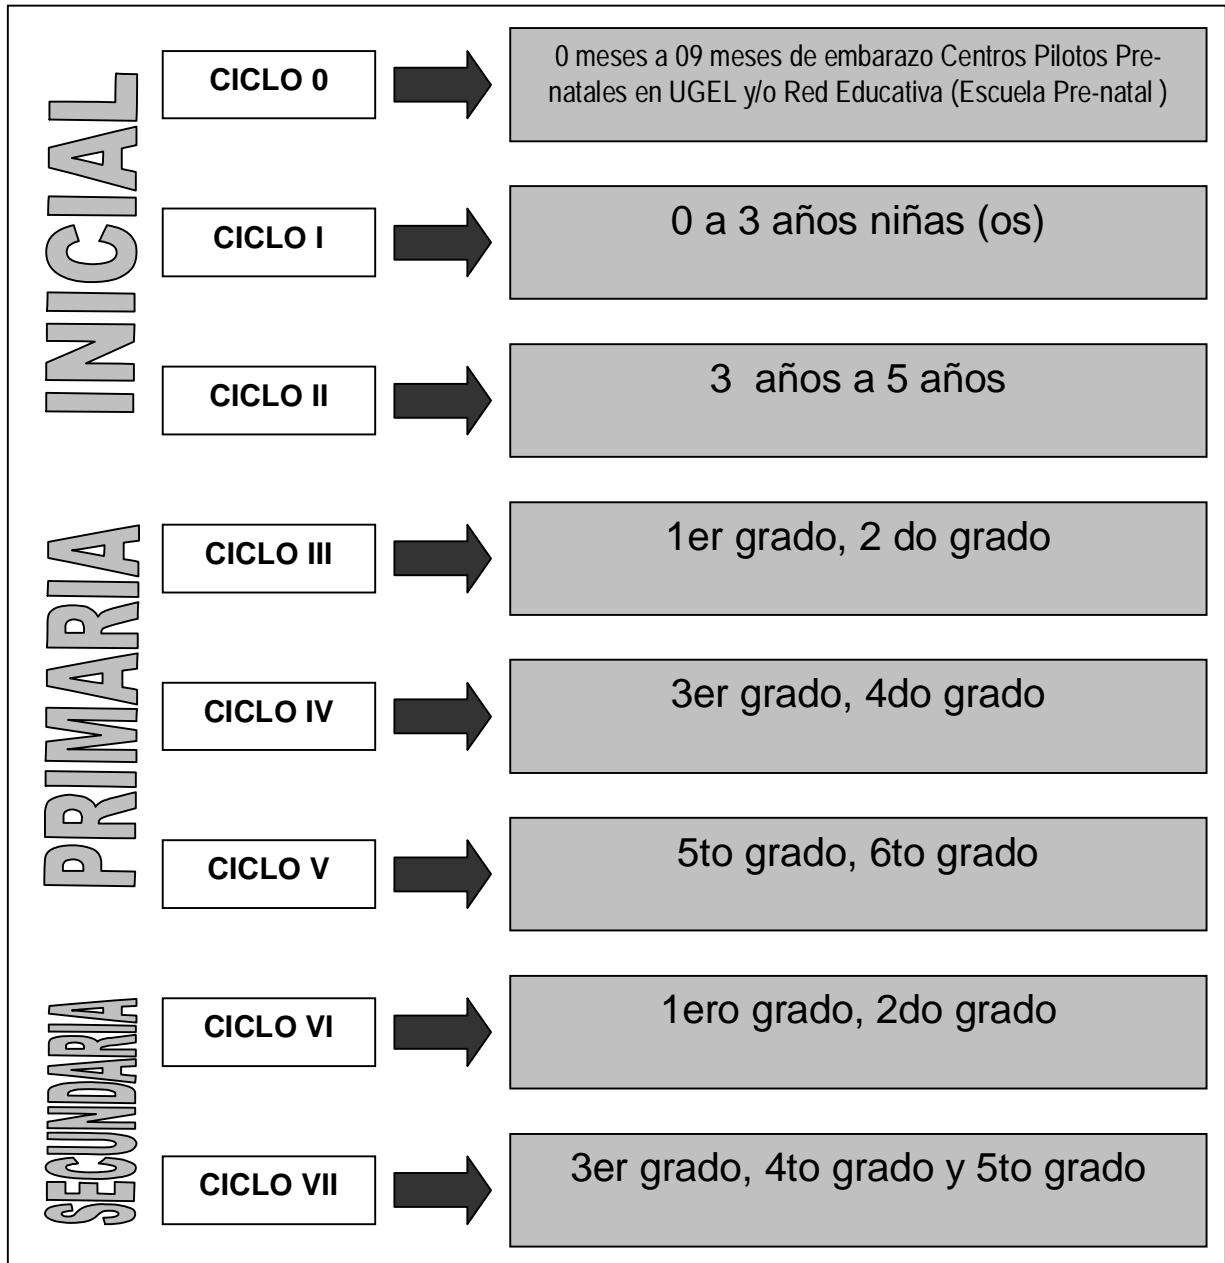 INICIAL
CICLO 0
0 meses a 09 meses de embarazo Centros Pilotos Pre-
natales en UGEL y/o Red Educativa (Escuela Pre-natal )
CICLO I
0 a 3 años niñas (os)
CICLO II
3  años a 5 años
PRIMARIA
CICLO III
1er grado, 2 do grado
CICLO IV
3er grado, 4do grado
CICLO V
5to grado, 6to grado
SECUNDARIA
CICLO VI
1ero grado, 2do grado
CICLO VII
3er grado, 4to grado y 5to grado